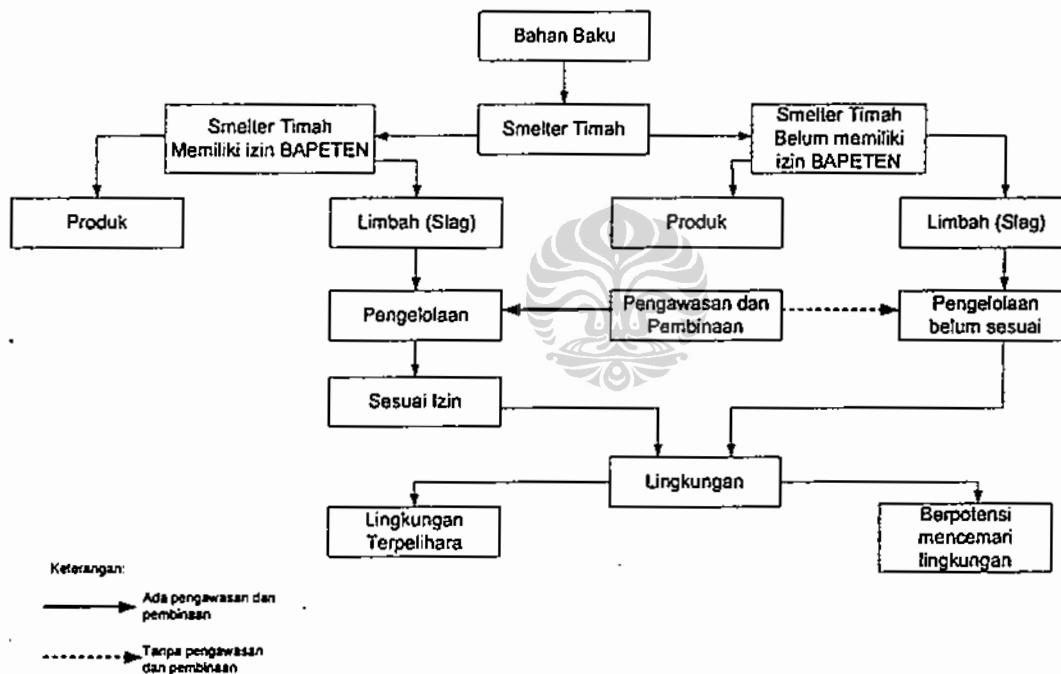 Bahan Baku
Smelter Timah
Memiliki izin BAPETEN
Smelter Timah
Smelter Timah
Belum memiliki
izin BAPETEN
Produk
Limbah (Slag)
Produk
Limbah (Slag)
Pengelolaan
Pengawasan dan
Pembinaan
Pengelolaan
belum sesuai
Sesuai Izin
Lingkungan
Lingkungan
Terpelihara
Berpotensi
mencemari
lingkungan
Keterangan:
Ada pengawasan dan
pembinaan
Tanpa pengawasan
dan pembinaan